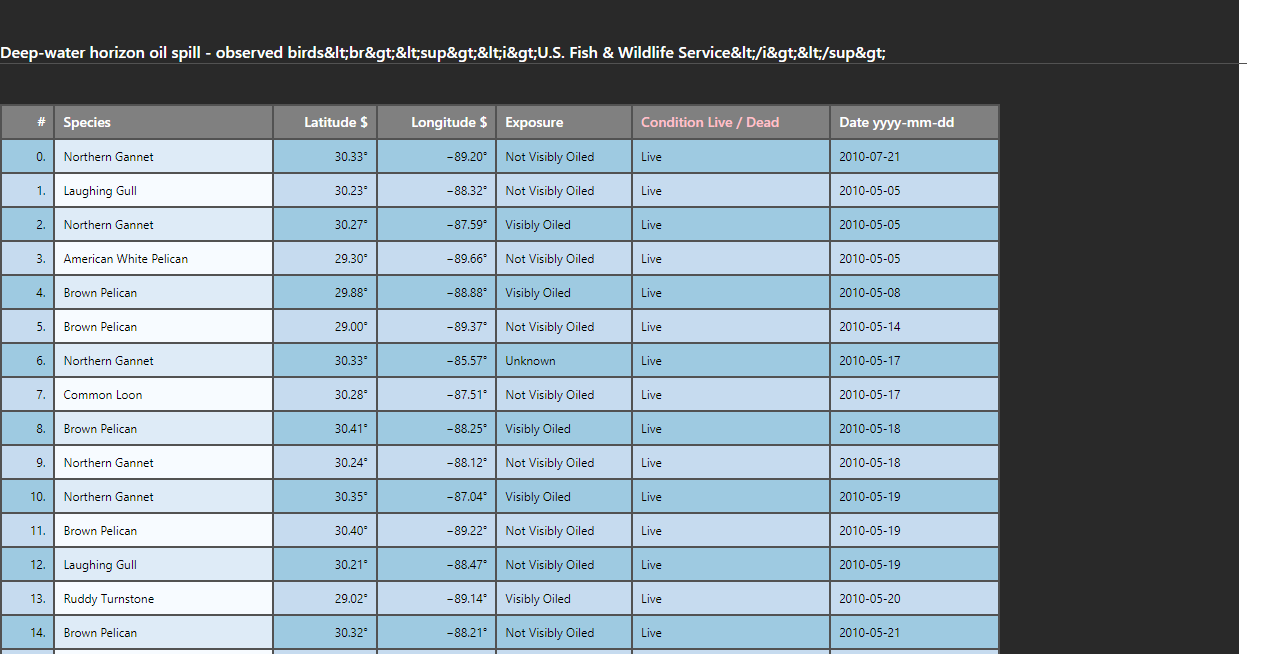 Deep-water horizon oil spill - observed birds&lt;br&gt;&lt;sup&gt;&lt;i&gt;U.S. Fish & Wildlife Service&lt;/i&gt;&lt;/sup&gt;
# Species Latitude $ Longitude $ Exposure Condition Live / Dead Date yyyy-mm-dd
0. Northern Gannet 30.33° −89.20° Not Visibly Oiled Live 2010-07-21
1. Laughing Gull 30.23° −88.32° Not Visibly Oiled Live 2010-05-05
2. Northern Gannet 30.27° −87.59° Visibly Oiled Live 2010-05-05
3. American White Pelican 29.30° −89.66° Not Visibly Oiled Live 2010-05-05
4. Brown Pelican 29.88° −88.88° Visibly Oiled Live 2010-05-08
5. Brown Pelican 29.00° −89.37° Not Visibly Oiled Live 2010-05-14
6. Northern Gannet 30.33° −85.57° Unknown Live 2010-05-17
7. Common Loon 30.28° −87.51° Not Visibly Oiled Live 2010-05-17
8. Brown Pelican 30.41° −88.25° Visibly Oiled Live 2010-05-18
9. Northern Gannet 30.24° −88.12° Not Visibly Oiled Live 2010-05-18
10. Northern Gannet 30.35° −87.04° Visibly Oiled Live 2010-05-19
11. Brown Pelican 30.40° −89.22° Not Visibly Oiled Live 2010-05-19
12. Laughing Gull 30.21° −88.47° Not Visibly Oiled Live 2010-05-19
13. Ruddy Turnstone 29.02° −89.14° Visibly Oiled Live 2010-05-20
14. Brown Pelican 30.32° −88.21° Not Visibly Oiled Live 2010-05-21